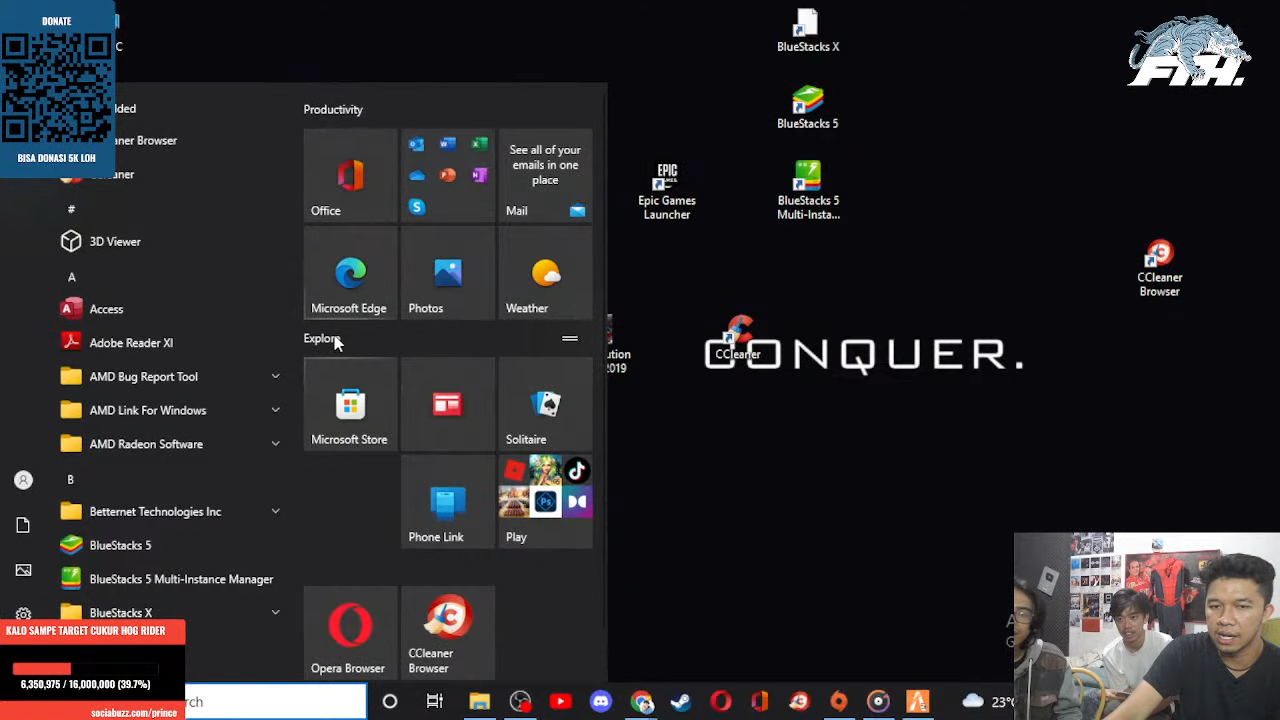 DONATE
BISA DONASI 5K LOH
FTH.
BlueStacks X
BlueStacks 5
Epic Games
Launcher
BlueStacks 5
Multi-Insta...
CCleaner
Browser
CCleaner
CONQUER.
2019
#
3D Viewer
A
Access
Adobe Reader XI
AMD Bug Report Tool
AMD Link For Windows
AMD Radeon Software
B
Betternet Technologies Inc
BlueStacks 5
BlueStacks 5 Multi-Instance Manager
BlueStacks X
Productivity
Office
See all of your
emails in one
place
Mail
Microsoft Edge
Photos
Weather
Explore
Microsoft Store
Solitaire
Phone Link
Play
Opera Browser
CCleaner
Browser
KALO SAMPE TARGET CUKUR HOG RIDER
6,350,975 / 16,000,000 (39.7%)
sociabuzz.com/prince
23°